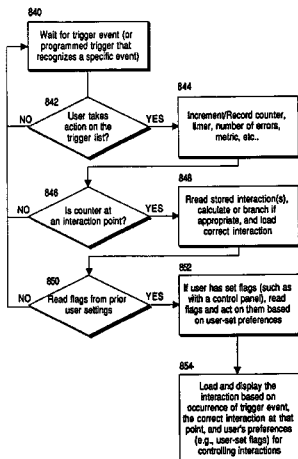 840
Wait for trigger event (or
programmed trigger that
recognizes a specific event)
842
User takes
action on the
trigger list?
NO
YES
844
Increment/Record counter,
timer, number of errors,
metric, etc..
846
Is counter at
an interaction point?
NO
YES
848
Rread stored interaction(s),
calculate or branch if
appropriate, and load
correct interaction
850
Read flags from prior
user settings
NO
YES
852
If user has set flags (such as
with a control panel), read
flags and act on them based
on user-set preferences
854
Load and display the
interaction based on
occurrence of trigger event,
the correct interaction at that
point, and user's preferences
(e.g., user-set flags) for
controlling interactions